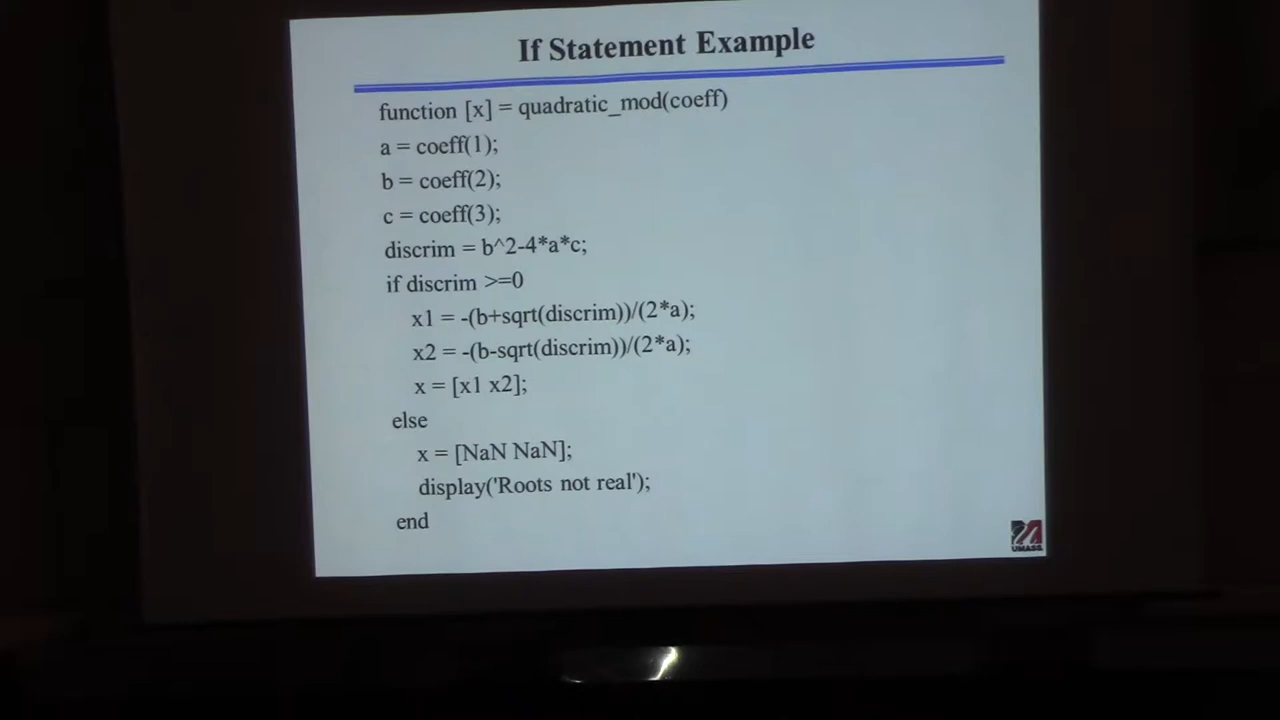 If Statement Example
function [x] = quadratic_mod(coeff)
a = coeff(1);
b = coeff(2);
c = coeff(3);
discrim = b^2-4*a*c;
if discrim >=0
x1 = -(b+sqrt(discrim))/(2*a);
x2 = -(b-sqrt(discrim))/(2*a);
x = [x1 x2];
else
x = [NaN NaN];
display('Roots not real');
end
UMASS